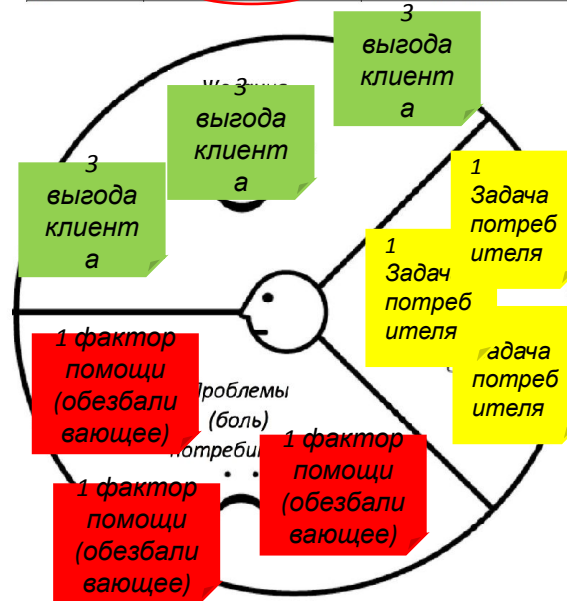 3
выгода
клиент
а
3
выгода
клиент
а
3
выгода
клиент
а
1
Задача
потреб
ителя
1
Задач
потреб
ителя
адача
потреб
ителя
1 фактор
помощи
(обезбали
вающее)
Проблемы
(боль)
1 фактор
помощи
(обезбали
вающее)
1 фактор
помощи
(обезбали
вающее)